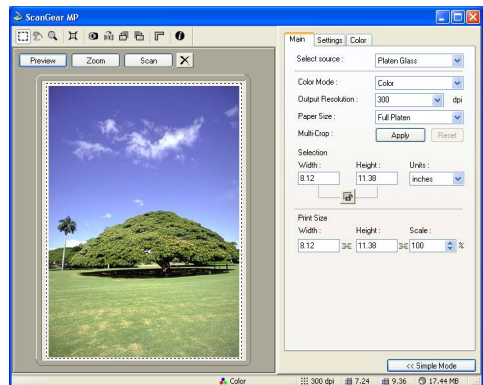 ScanGear MP
Main Settings Color
Preview Zoom Scan
Select source : Platen Glass
Color Mode : Color
Output Resolution : 300 dpi
Paper Size : Full Platen
Multi-Crop : Apply Reset
Selection
Width : Height : Units :
8.12 11.38 inches
Print Size
Width : Height : Scale :
8.12 11.38 100 %
<< Simple Mode
Color 300 dpi 7.24 9.36 17.44 MB